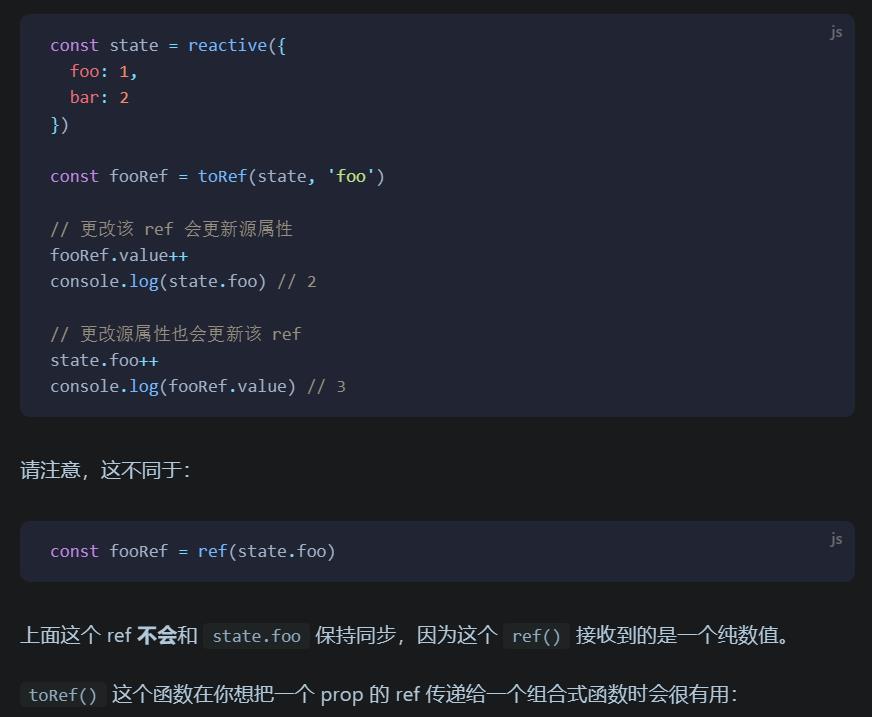 js
const state = reactive({
  foo: 1,
  bar: 2
})
const fooRef = toRef(state, 'foo')
// 更改该 ref 会更新源属性
fooRef.value++
console.log(state.foo) // 2
// 更改源属性也会更新该 ref
state.foo++
console.log(fooRef.value) // 3
请注意，这不同于：
js
const fooRef = ref(state.foo)
上面这个 ref 不会和 state.foo 保持同步，因为这个 ref() 接收到的是一个纯数值。
toRef() 这个函数在你想把一个 prop 的 ref 传递给一个组合式函数时会很有用：